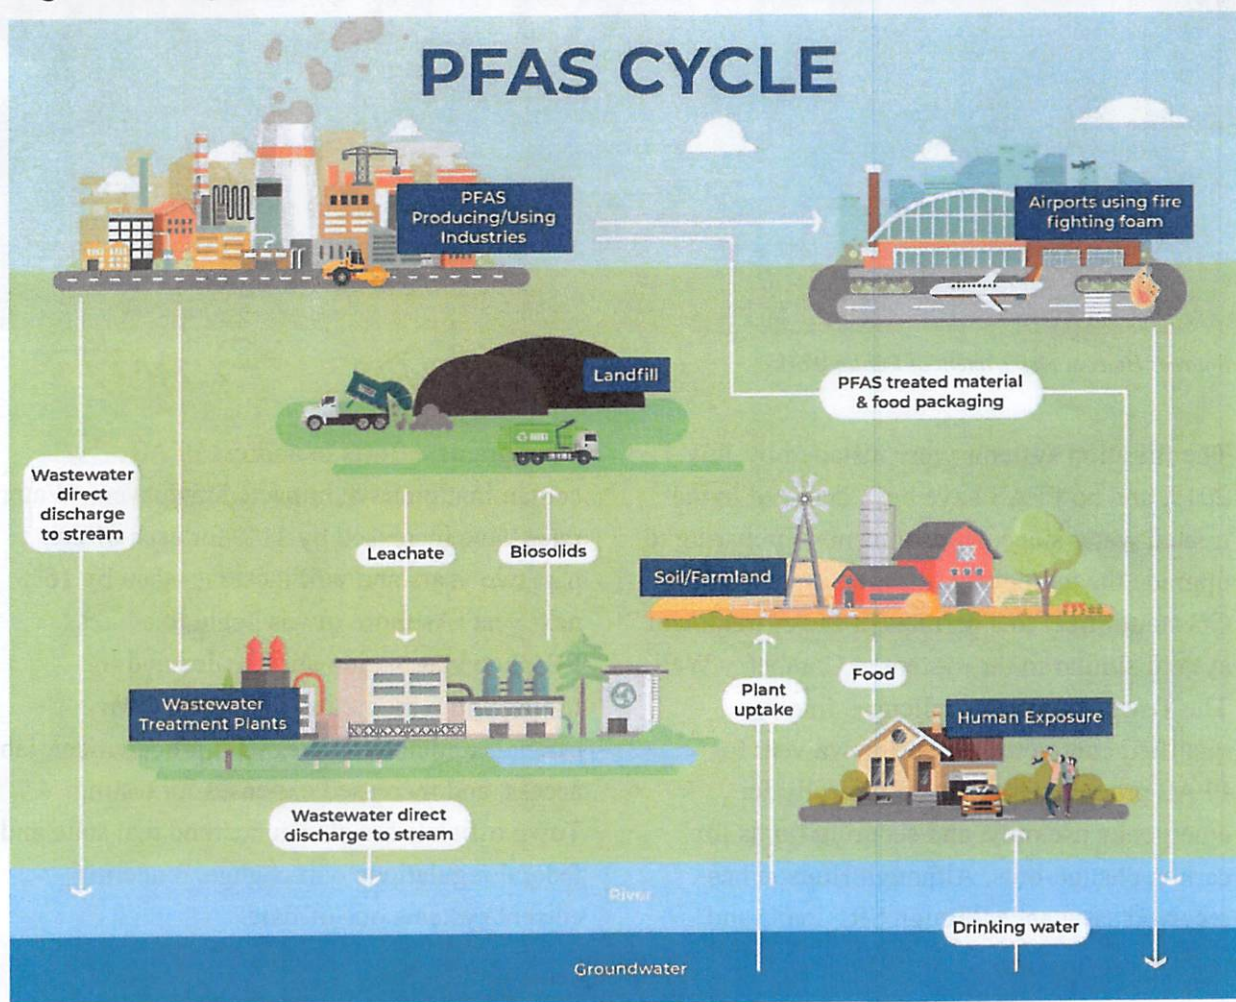 PFAS CYCLE
PFAS
Producing/Using
Industries
Airports using fire
fighting foam
Landfill
PFAS treated material
& food packaging
Wastewater
direct
discharge
to stream
Leachate
Biosolids
Soil/Farmland
Wastewater
Treatment Plants
Plant
uptake
Food
Human Exposure
Wastewater direct
discharge to stream
River
Drinking water
Groundwater